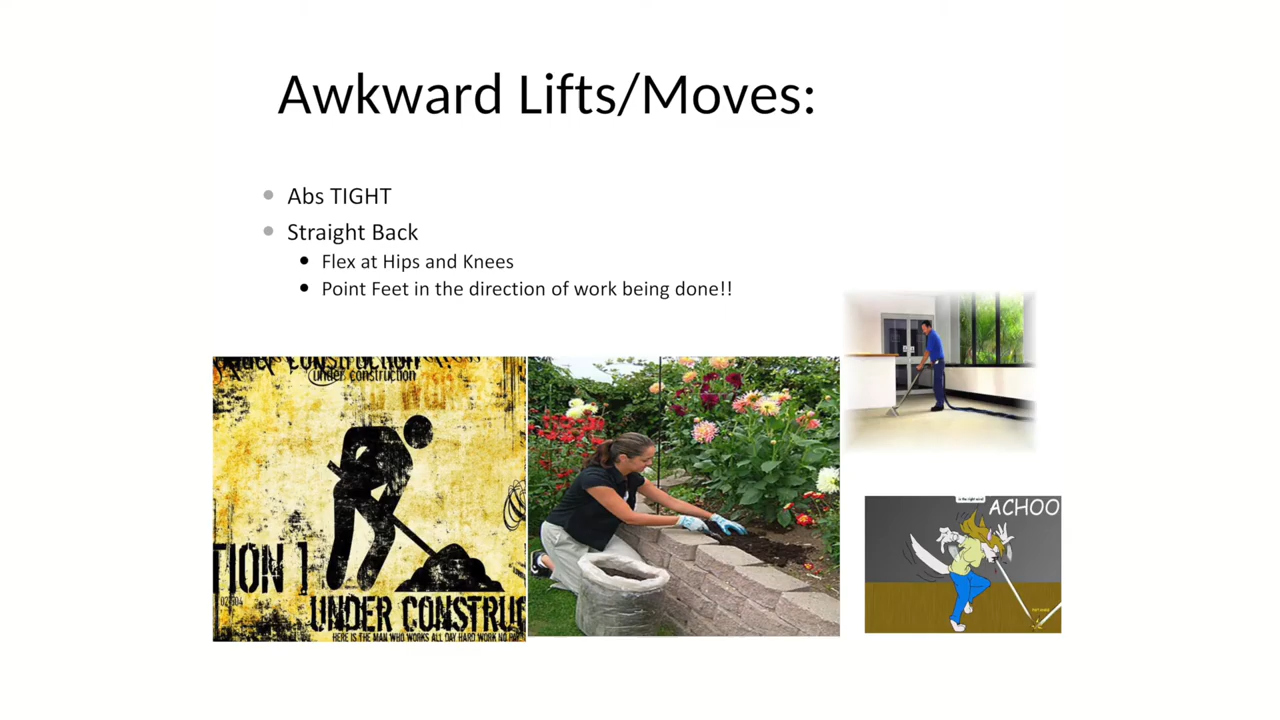 Awkward Lifts/Moves:
Abs TIGHT
Straight Back
Flex at Hips and Knees
Point Feet in the direction of work being done!!
under construction
TION 1
UNDER CONSTRU
HERE IS THE MAN WHO WORKS ALL DAY HARD WORK NO
ACHOO